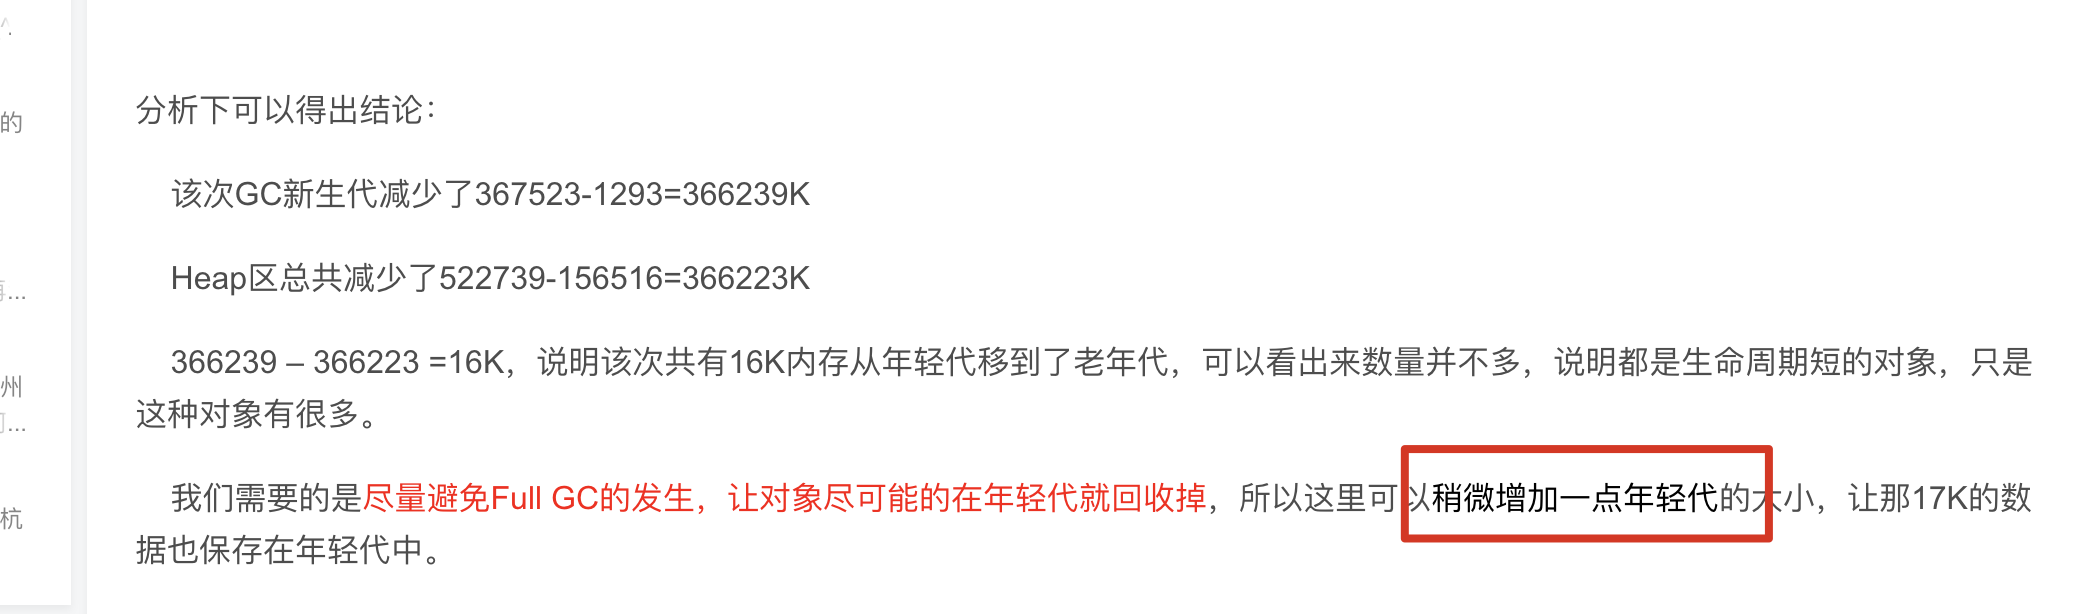 的
州
杭
分析下可以得出结论：
该次GC新生代减少了367523-1293=366239K
Heap区总共减少了522739-156516=366223K
366239 – 366223 =16K，说明该次共有16K内存从年轻代移到了老年代，可以看出来数量并不多，说明都是生命周期短的对象，只是
这种对象有很多。
我们需要的是尽量避免Full GC的发生，让对象尽可能的在年轻代就回收掉，所以这里可以稍微增加一点年轻代的大小，让那17K的数
据也保存在年轻代中。